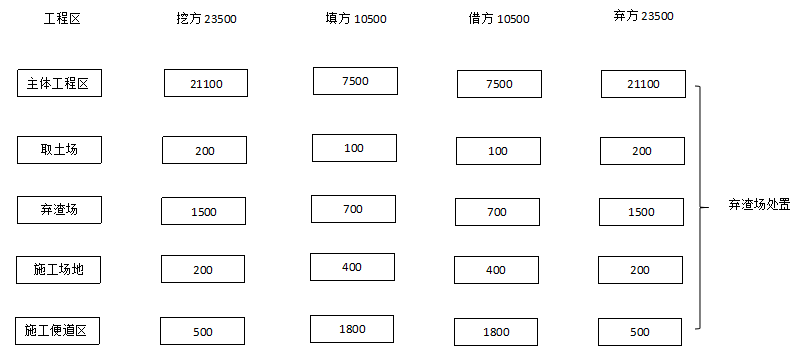 工程区 挖方 23500 填方 10500 借方 10500 弃方 23500
主体工程区 21100 7500 7500 21100
取土场 200 100 100 200
弃渣场 1500 700 700 1500
弃渣场处置
施工场地 200 400 400 200
施工便道区 500 1800 1800 500